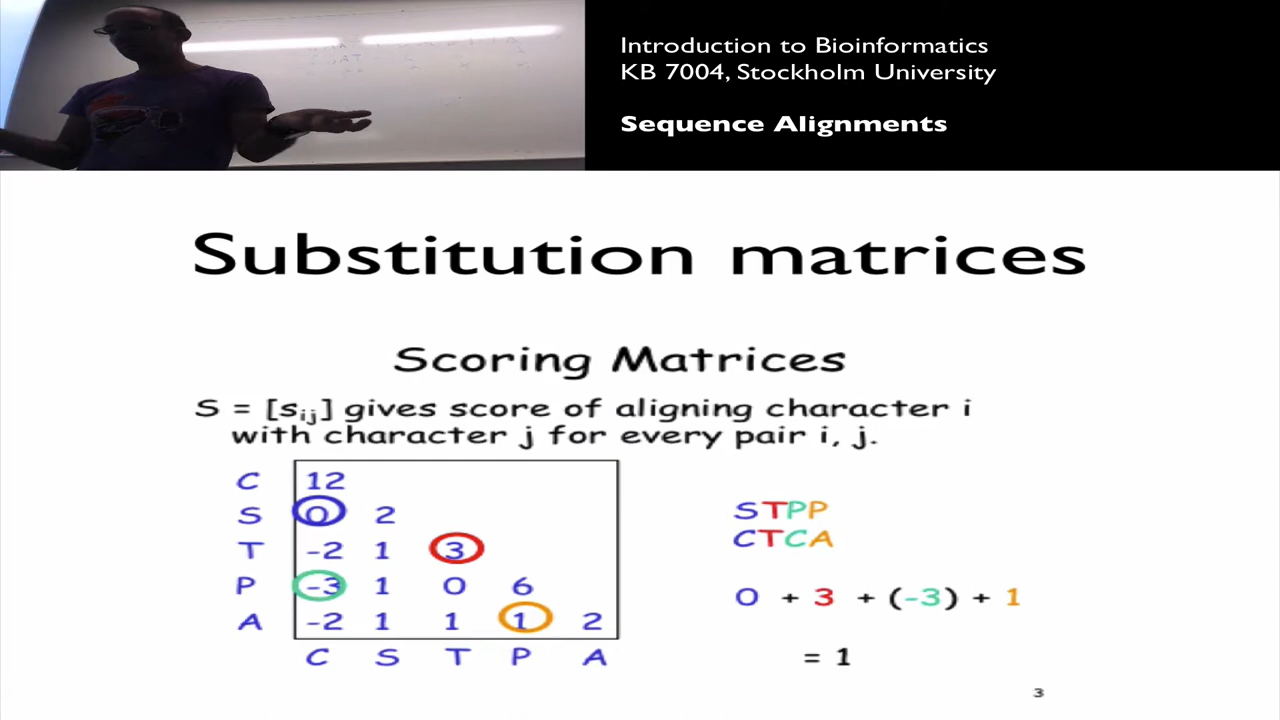 Introduction to Bioinformatics
KB 7004, Stockholm University
Sequence Alignments
Substitution matrices
Scoring Matrices
S = [sij] gives score of aligning character i
with character j for every pair i, j.
C 12
S 0 2
T -2 1 3
P -3 1 0 6
A -2 1 1 1 2
C S T P A
STPP
CTCA
0 + 3 + (-3) + 1
= 1
3